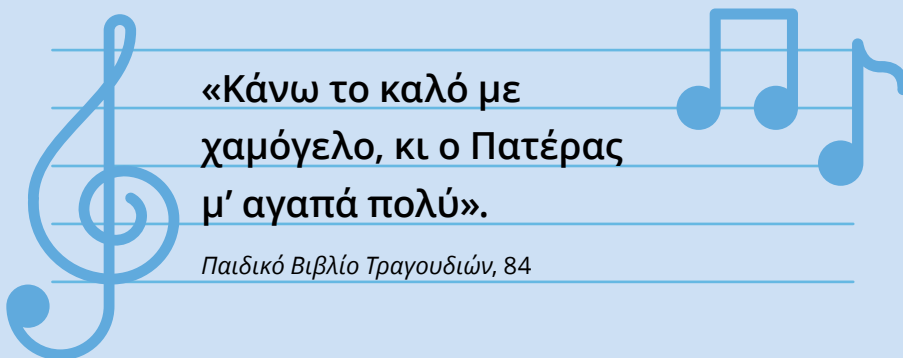 «Κάνω το καλό με
χαμόγελο, κι ο Πατέρας
μ’ αγαπά πολύ».
Παιδικό Βιβλίο Τραγουδιών, 84